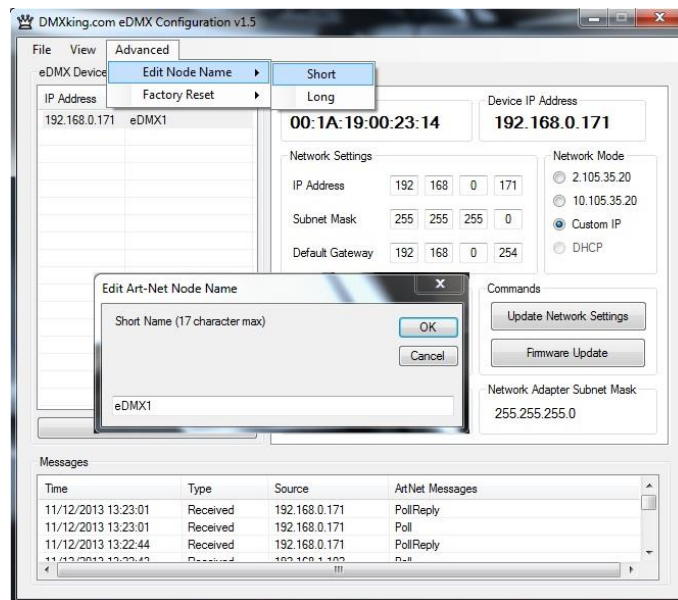 DMXking.com eDMX Configuration v1.5
File View Advanced
Edit Node Name
Factory Reset
Short
Long
eDMX Device
IP Address
192.168.0.171 eDMX1
00:1A:19:00:23:14
Device IP Address
192.168.0.171
Network Settings
IP Address 192 168 0 171
Subnet Mask 255 255 255 0
Default Gateway 192 168 0 254
Network Mode
2.105.35.20
10.105.35.20
Custom IP
DHCP
Edit Art-Net Node Name
Short Name (17 character max)
OK
Cancel
eDMX1
Commands
Update Network Settings
Firmware Update
Network Adapter Subnet Mask
255.255.255.0
Messages
Time Type Source ArtNet Messages
11/12/2013 13:23:01 Received 192.168.0.171 PollReply
11/12/2013 13:23:01 Received 192.168.0.171 Poll
11/12/2013 13:22:44 Received 192.168.0.171 PollReply